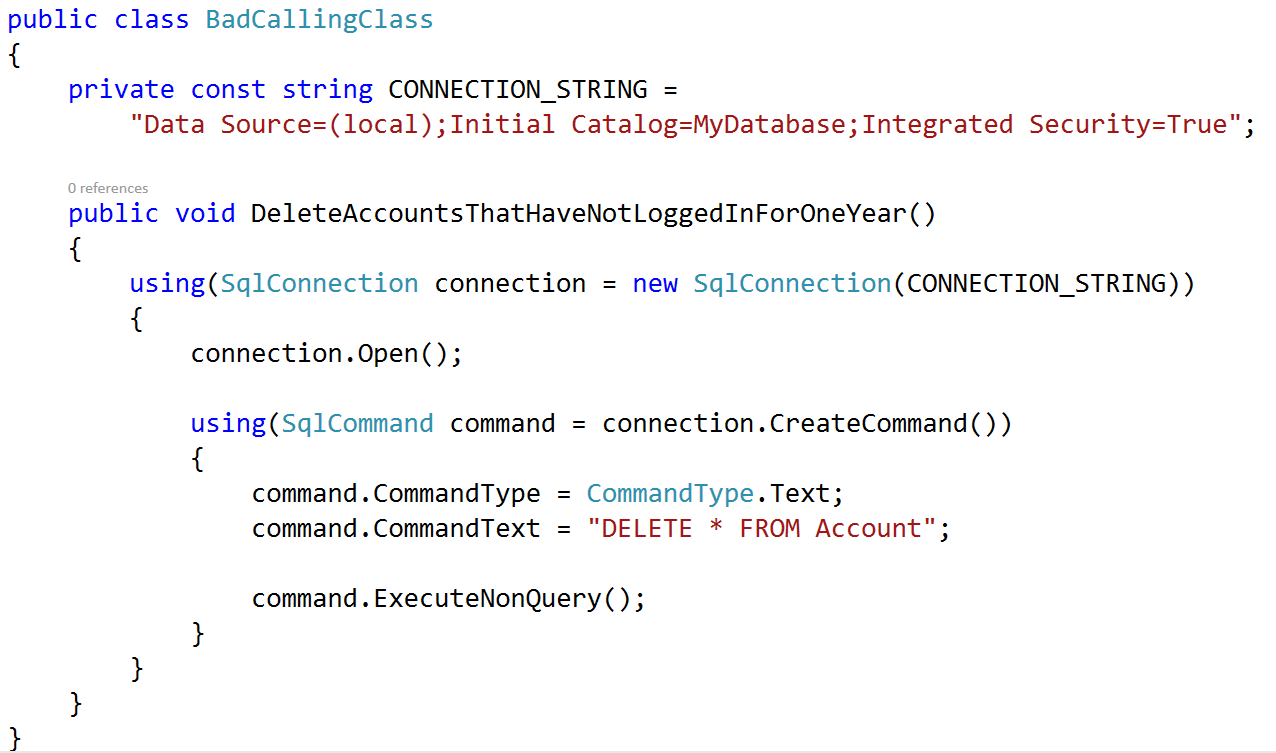 public class BadCallingClass
{
    private const string CONNECTION_STRING =
        "Data Source=(local);Initial Catalog=MyDatabase;Integrated Security=True";
    0 references
    public void DeleteAccountsThatHaveNotLoggedInForOneYear()
    {
        using(SqlConnection connection = new SqlConnection(CONNECTION_STRING))
        {
            connection.Open();
            using(SqlCommand command = connection.CreateCommand())
            {
                command.CommandType = CommandType.Text;
                command.CommandText = "DELETE * FROM Account";
                command.ExecuteNonQuery();
            }
        }
    }
}